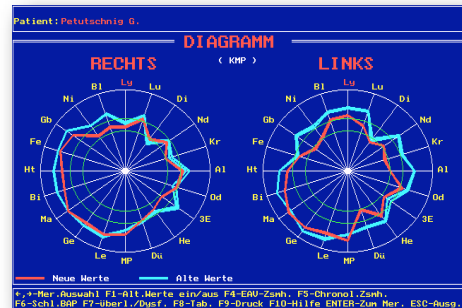 Patient: Petutschnig G.
DIAGRAMM
RECHTS ( KMP ) LINKS
Ly
Bl Lu
Ni Di
Gb Nd
Fe Kr
Ht Al
Bi Od
Ma 3E
Ge He
Le Dü
MP
Ly
Bl Lu
Ni Di
Gb Nd
Fe Kr
Ht Al
Bi Od
Ma 3E
Ge He
Le Dü
MP
Neue Werte Alte Werte
←,→-Mer.Auswahl F1-Alt.Werte ein/aus F4-EAV-Zsmh. F5-Chronol.Zsmh.
F6-Schl.BAP F7-Überl./Dysf. F8-Tab. F9-Druck F10-Hilfe ENTER-Zum Mer. ESC-Ausg.